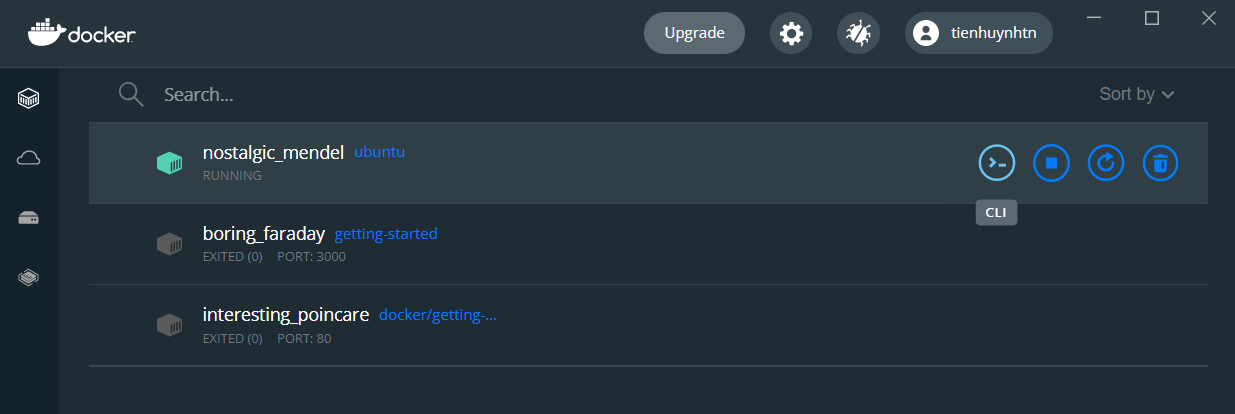 docker
Upgrade
tienhuynhtn
Search...
Sort by
nostalgic_mendel ubuntu
RUNNING
CLI
boring_faraday getting-started
EXITED (0) PORT: 3000
interesting_poincare docker/getting-...
EXITED (0) PORT: 80